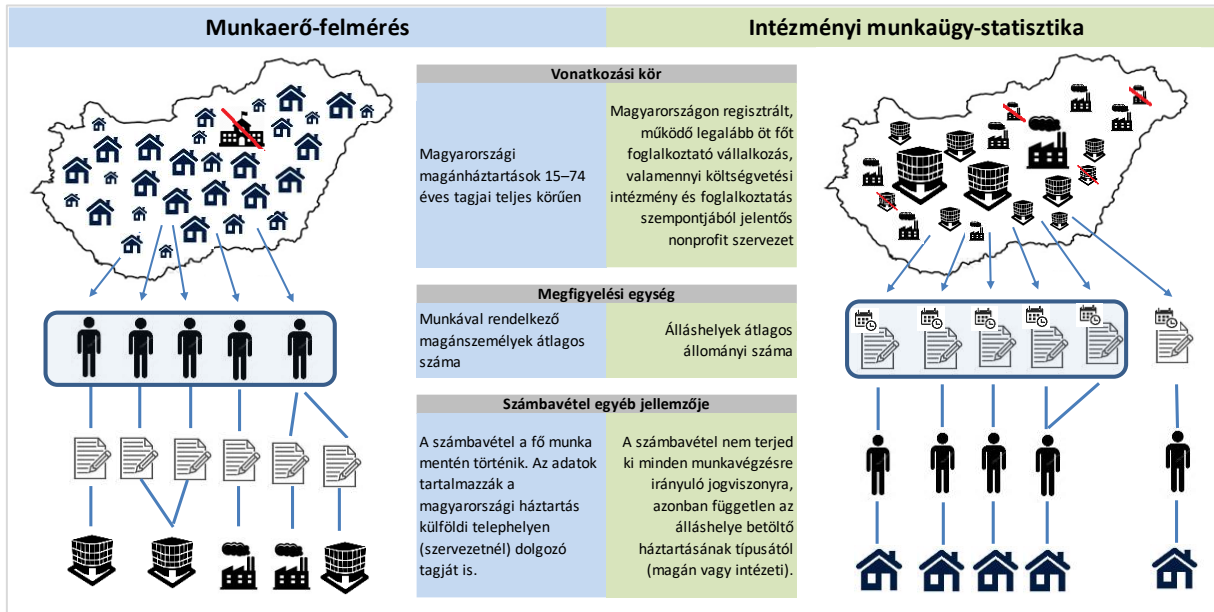 Munkaerő-felmérés
Intézményi munkaügy-statisztika
Vonatkozási kör
Magyarországi
magánháztartások 15–74
éves tagjai teljes körűen
Magyarországon regisztrált,
működő legalább öt főt
foglalkoztató vállalkozás,
valamennyi költségvetési
intézmény és foglalkoztatás
szempontjából jelentős
nonprofit szervezet
Megfigyelési egység
Munkával rendelkező
magánszemélyek átlagos
száma
Álláshelyek átlagos
állományi száma
Számbavétel egyéb jellemzője
A számbavétel a fő munka
mentén történik. Az adatok
tartalmazzák a
magyarországi háztartás
külföldi telephelyen
(szervezetnél) dolgozó
tagját is.
A számbavétel nem terjed
ki minden munkavégzésre
irányuló jogviszonyra,
azonban független az
álláshelye betöltő
háztartásának típusától
(magán vagy intézeti).